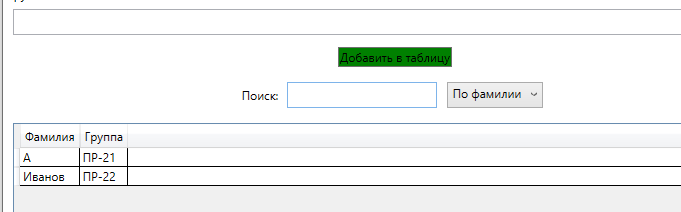 Добавить в таблицу
Поиск: По фамилии
Фамилия Группа
А ПР-21
Иванов ПР-22